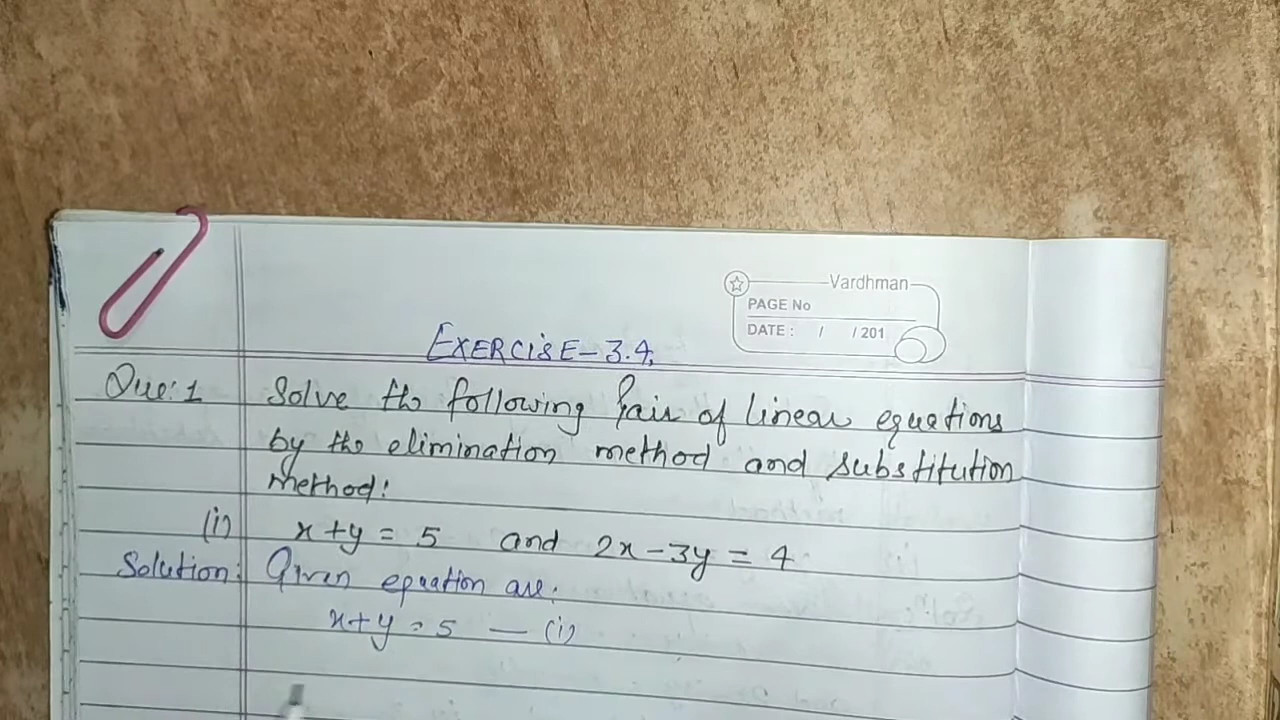 Vardhman
PAGE No
DATE : / / 201
EXERCISE-3.4.
Que: 1 Solve the following Pair of linear equations
by the elimination method and substitution
method:
(i) x+y = 5 and 2x-3y = 4
Solution: Given equation are:
x+y = 5 — (i)